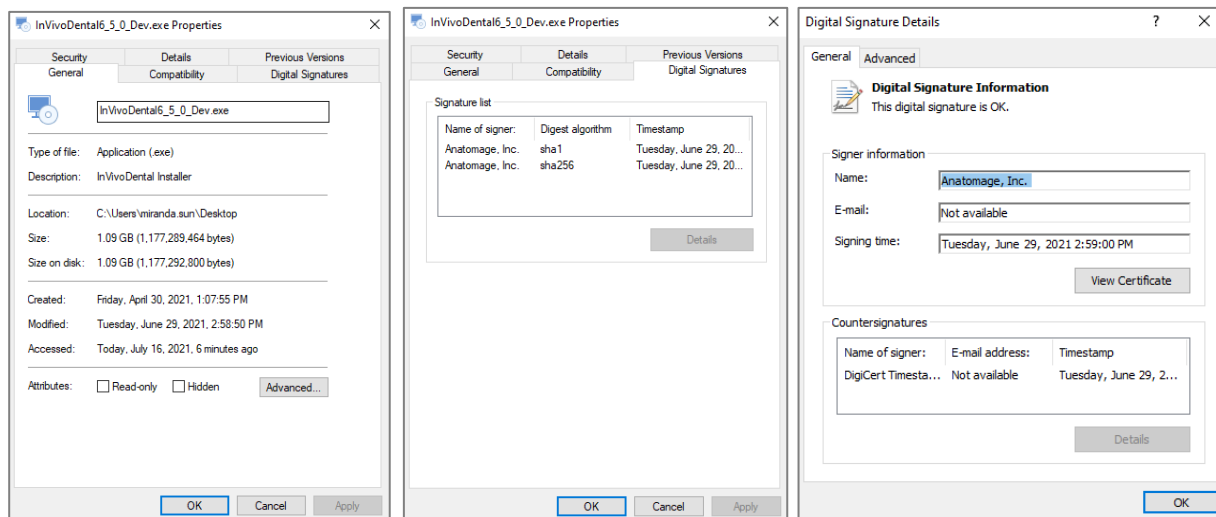 InVivoDental6_5_0_Dev.exe Properties
Security Details Previous Versions
General Compatibility Digital Signatures
InVivoDental6_5_0_Dev.exe
Type of file: Application (.exe)
Description: InVivoDental Installer
Location: C:\Users\miranda.sun\Desktop
Size: 1.09 GB (1,177,289,464 bytes)
Size on disk: 1.09 GB (1,177,292,800 bytes)
Created: Friday, April 30, 2021, 1:07:55 PM
Modified: Tuesday, June 29, 2021, 2:58:50 PM
Accessed: Today, July 16, 2021, 6 minutes ago
Attributes: Read-only Hidden Advanced...
OK Cancel Apply
InVivoDental6_5_0_Dev.exe Properties
Security Details Previous Versions
General Compatibility Digital Signatures
Signature list
Name of signer: Digest algorithm Timestamp
Anatomage, Inc. sha1 Tuesday, June 29, 20...
Anatomage, Inc. sha256 Tuesday, June 29, 20...
Details
OK Cancel Apply
Digital Signature Details ?
General Advanced
Digital Signature Information
This digital signature is OK.
Signer information
Name: Anatomage, Inc.
E-mail: Not available
Signing time: Tuesday, June 29, 2021 2:59:00 PM
View Certificate
Countersignatures
Name of signer: E-mail address: Timestamp
DigiCert Timesta... Not available Tuesday, June 29, 2...
Details
OK